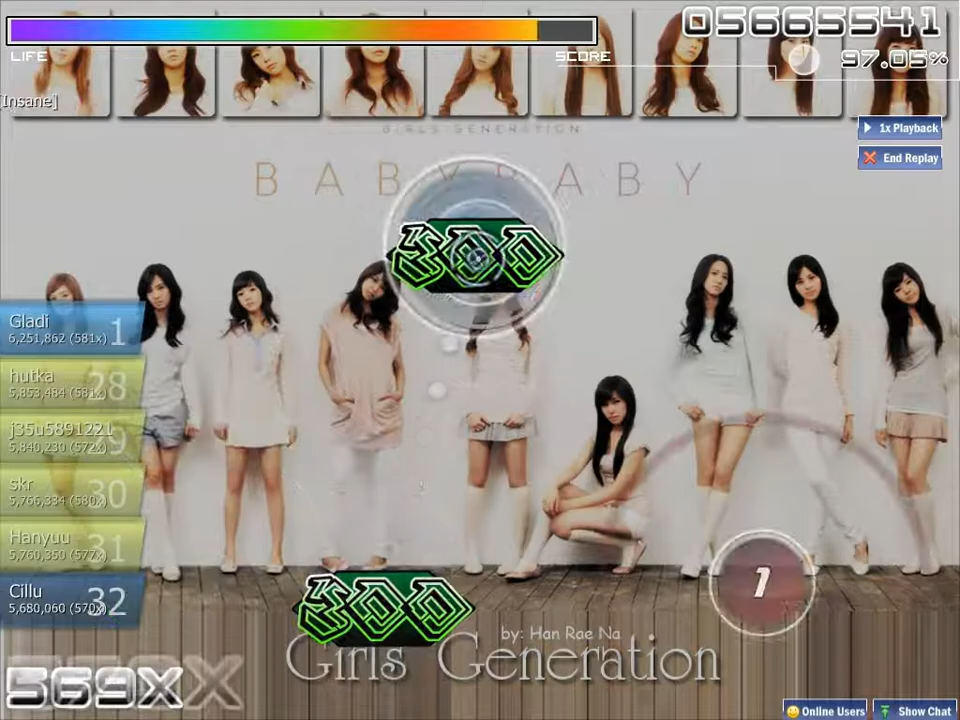 05665541
LIFE
SCORE
97.05%
[Insane]
GIRLS GENERATION
1x Playback
End Replay
BABYBABY
300
Gladi
6,251,862 (581x)
1
hutka
5,853,484 (581x)
28
j35u5891221
5,840,230 (572x)
29
skr
5,766,334 (580x)
30
Hanyuu
5,760,350 (577x)
31
Cillu
5,680,060 (570x)
32
1
300
by: Han Rae Na
Girls Generation
569x
Online Users
Show Chat